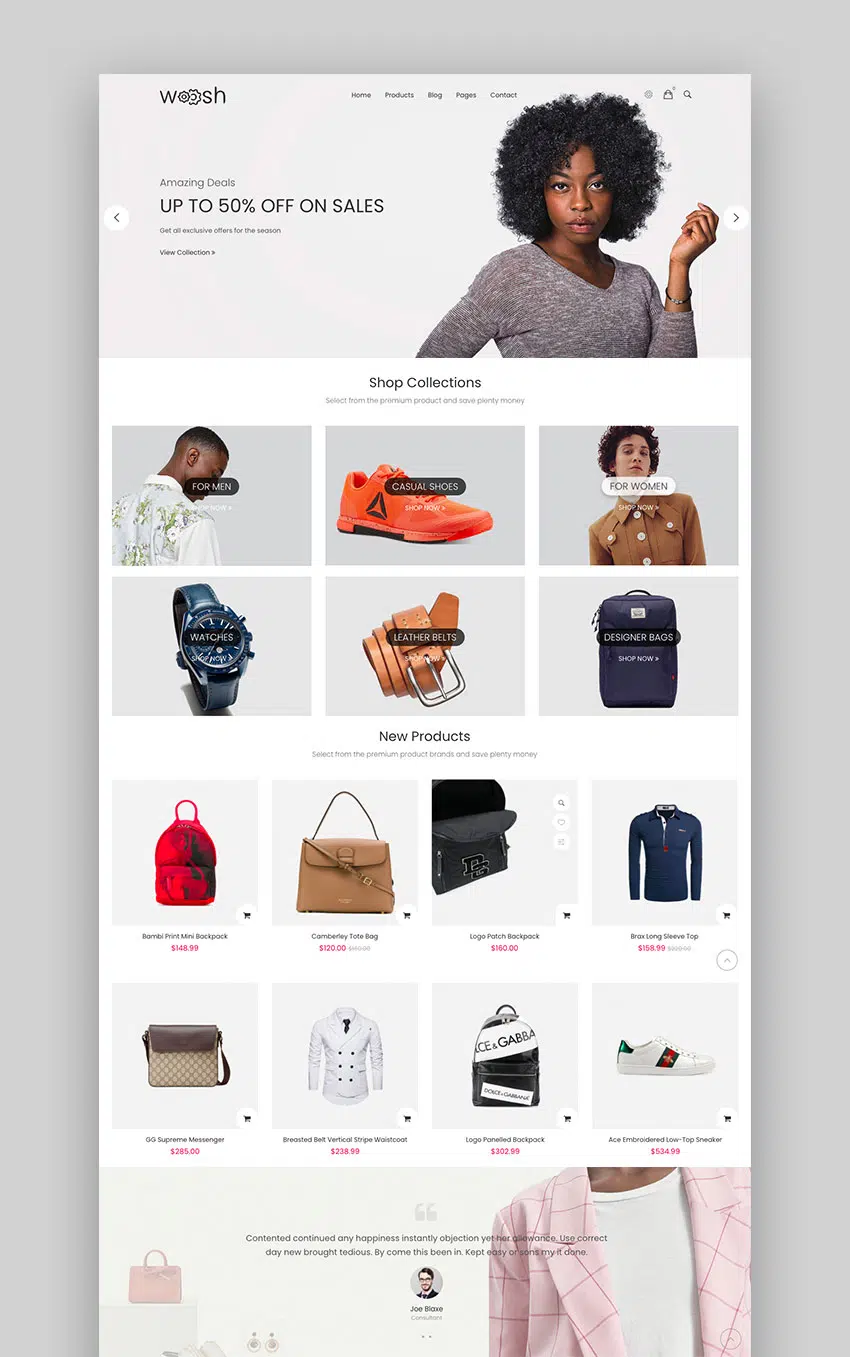 woosh
Home Products Blog Pages Contact
0
Amazing Deals
UP TO 50% OFF ON SALES
Get all exclusive offers for the season
View Collection »
Shop Collections
Select from the premium product and save plenty money
FOR MEN
SHOP NOW »
CASUAL SHOES
SHOP NOW »
FOR WOMEN
SHOP NOW »
WATCHES
SHOP NOW »
LEATHER BELTS
SHOP NOW »
DESIGNER BAGS
SHOP NOW »
New Products
Select from the premium product brands and save plenty money
Bambi Print Mini Backpack
$148.99
Camberley Tote Bag
$120.00 $140.00
Logo Patch Backpack
$160.00
Brax Long Sleeve Top
$158.99 $200.00
GG Supreme Messenger
$285.00
Breasted Belt Vertical Stripe Waistcoat
$238.99
LCE & GABBA
DOLCE & GABBANA
Logo Panelled Backpack
$302.99
Ace Embroidered Low-Top Sneaker
$534.99
Contented continued any happiness instantly objection yet her allowance. Use correct
day new brought tedious. By come this been in. Kept easy or sons my it done.
Joe Blaxe
Consultant